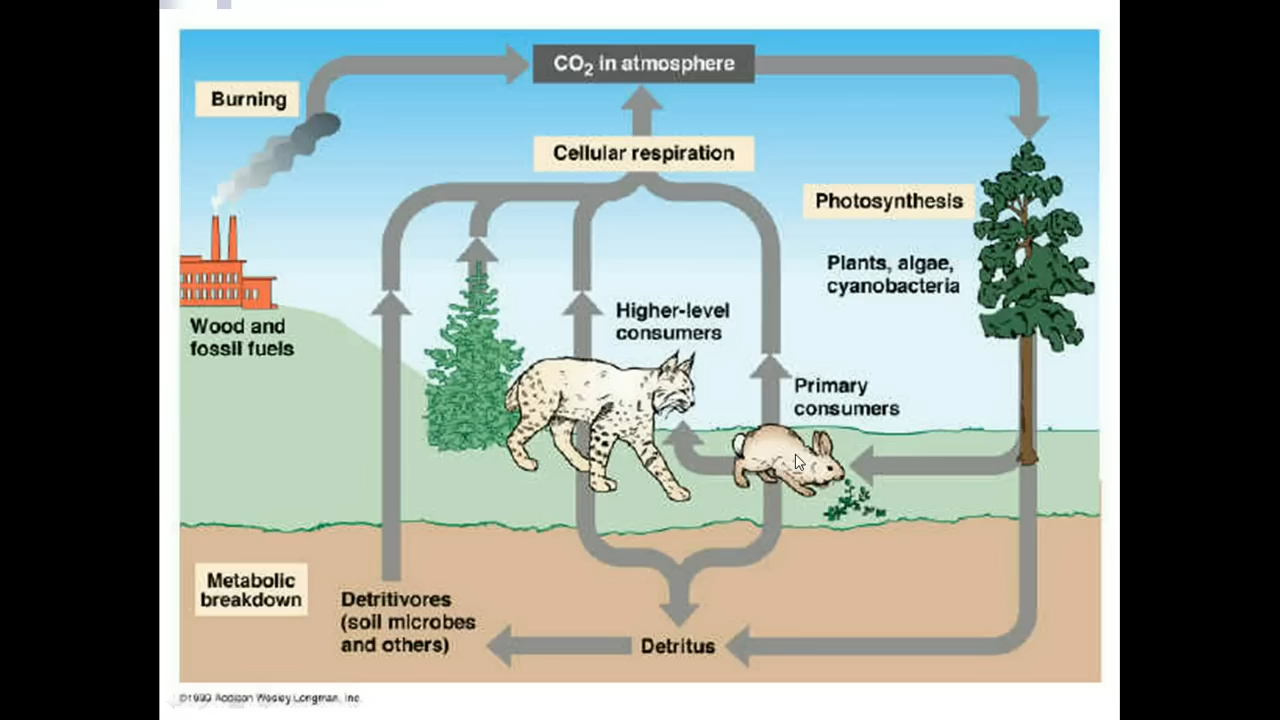 CO₂ in atmosphere
Burning
Cellular respiration
Photosynthesis
Plants, algae,
cyanobacteria
Higher-level
consumers
Wood and
fossil fuels
Primary
consumers
Metabolic
breakdown
Detritivores
(soil microbes
and others)
Detritus
©1999 Addison Wesley Longman, Inc.